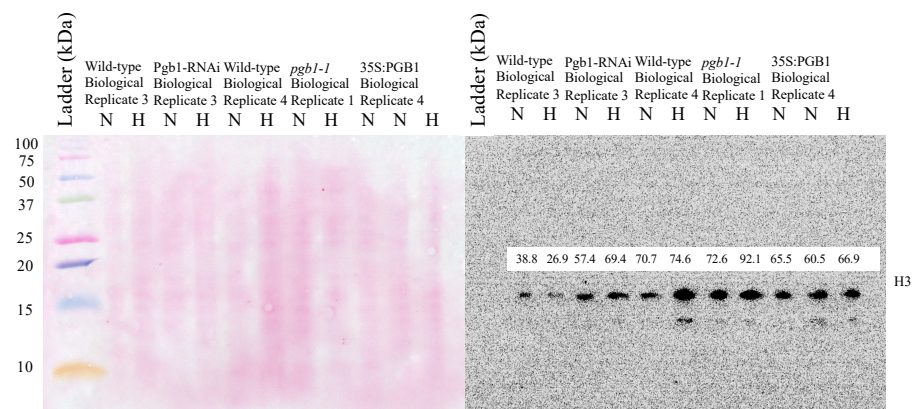 Ladder (kDa)
Wild-type Pgb1-RNAi Wild-type pgb1-1 35S:PGB1
Biological Biological Biological Biological Biological
Replicate 3 Replicate 3 Replicate 4 Replicate 1 Replicate 4
N H N H N H N H N N H
100
75
50
37
25
20
15
10
Ladder (kDa)
Wild-type Pgb1-RNAi Wild-type pgb1-1 35S:PGB1
Biological Biological Biological Biological Biological
Replicate 3 Replicate 3 Replicate 4 Replicate 1 Replicate 4
N H N H N H N H N N H
38.8 26.9 57.4 69.4 70.7 74.6 72.6 92.1 65.5 60.5 66.9
H3